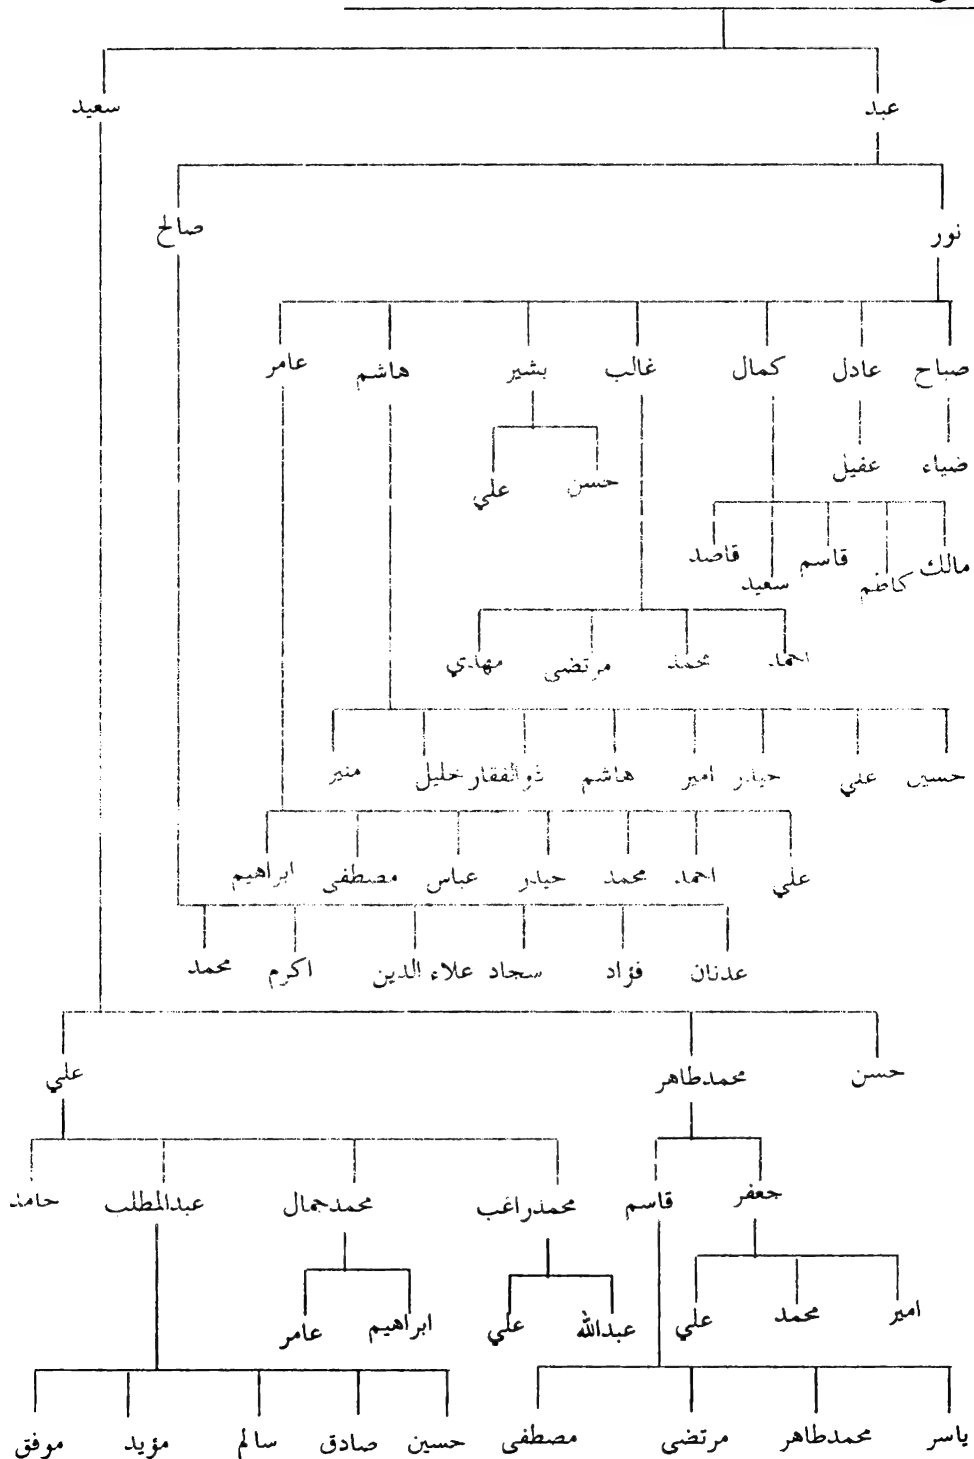 عبد سعيد
نور صالح
صباح عادل كمال غالب بشير هاشم عامر
ضياء عقيل حسن علي
مالك كاظم قاسم سعيد قاصد
احمد محمد مرتضى مهدي
حسين علي حيدر امير هاشم ذوالفقار خليل منير
علي احمد محمد حيدر عباس مصطفى ابراهيم
عدنان فؤاد سجاد علاء الدين اكرم محمد
حسن محمدطاهر علي
جعفر قاسم محمدراغب محمدجمال عبدالمطلب حامد
امير محمد علي عبدالله علي ابراهيم عامر
ياسر محمدطاهر مرتضى مصطفى حسين صادق سالم مؤيد موفق